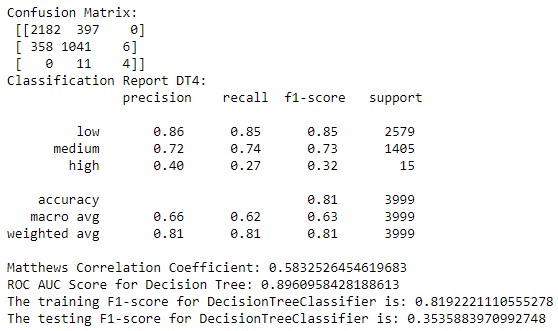 Confusion Matrix:
[[2182 397 0]
[ 358 1041 6]
[ 0 11 4]]
Classification Report DT4:
precision recall f1-score support
low 0.86 0.85 0.85 2579
medium 0.72 0.74 0.73 1405
high 0.40 0.27 0.32 15
accuracy 0.81 3999
macro avg 0.66 0.62 0.63 3999
weighted avg 0.81 0.81 0.81 3999
Matthews Correlation Coefficient: 0.5832526454619683
ROC AUC Score for Decision Tree: 0.8960958428188613
The training F1-score for DecisionTreeClassifier is: 0.8192221110555278
The testing F1-score for DecisionTreeClassifier is: 0.3535883970992748